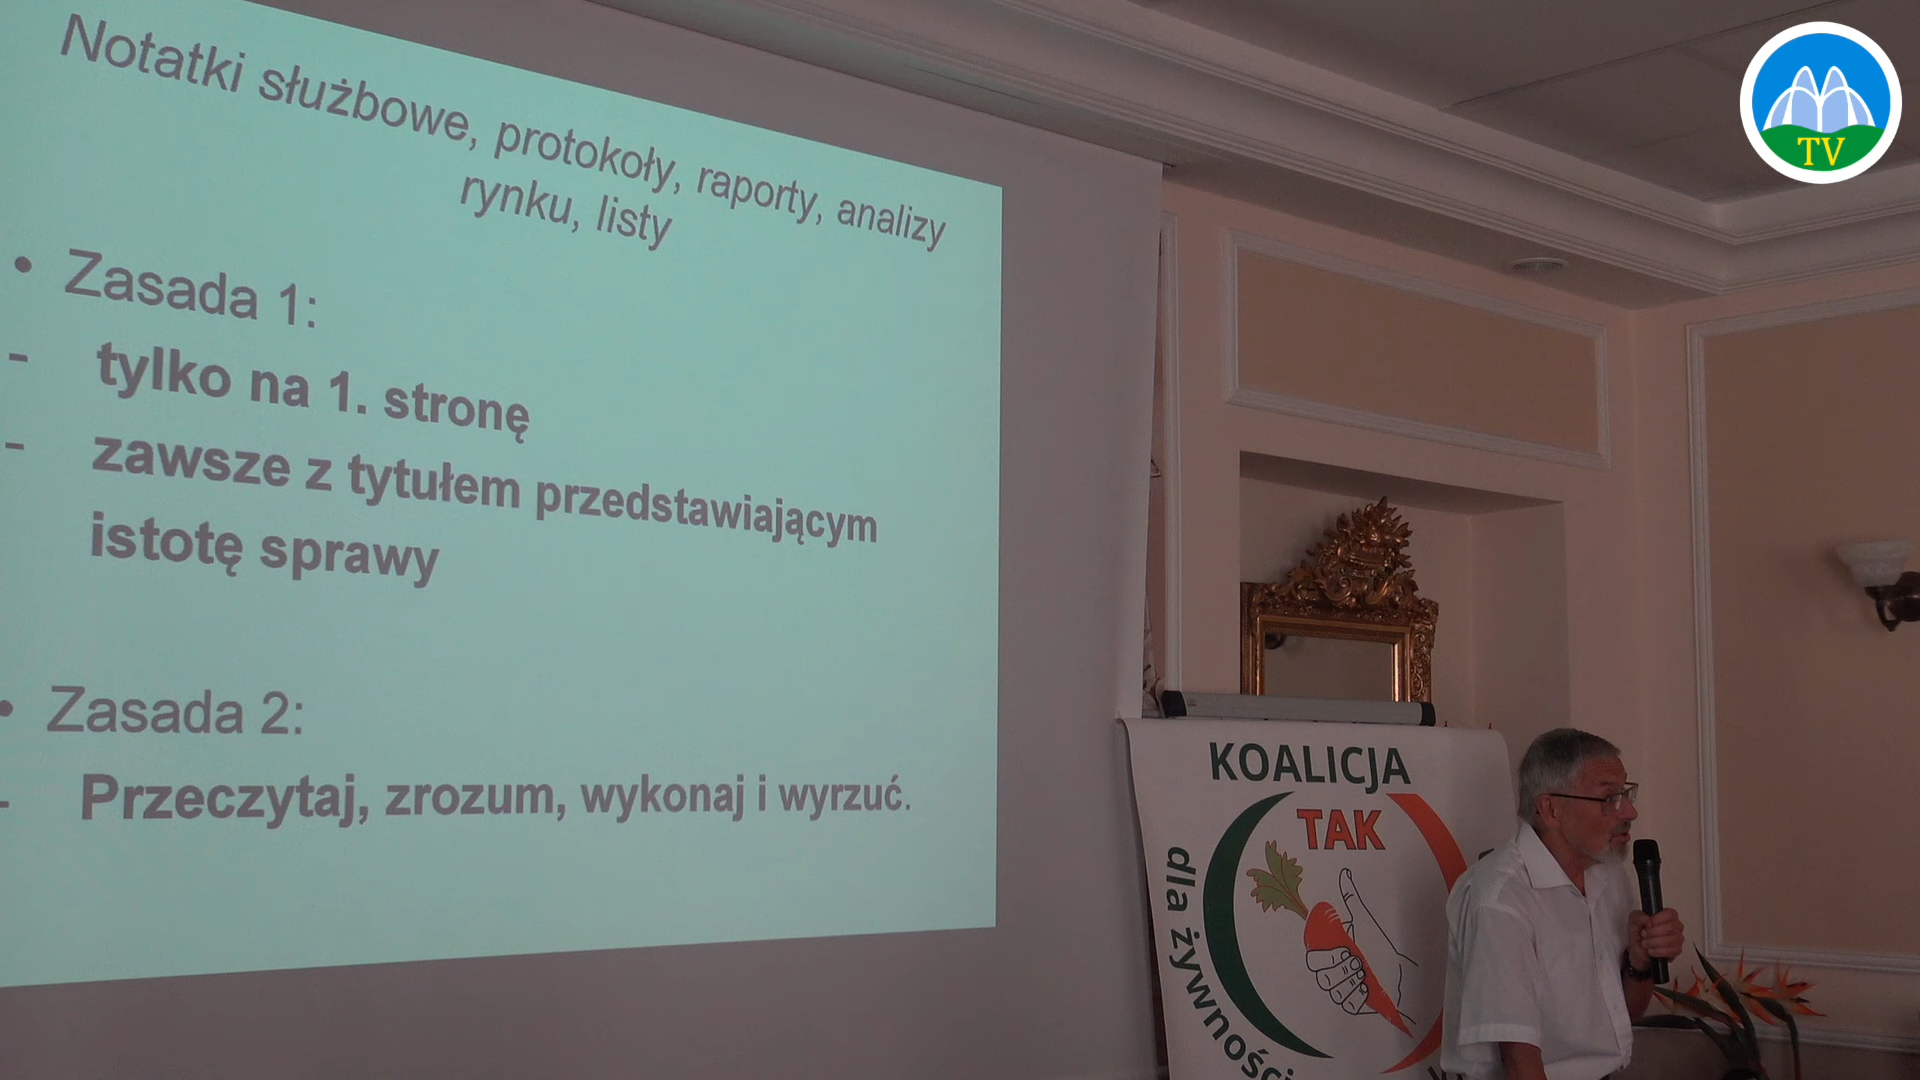 Notatki służbowe, protokoły, raporty, analizy
rynku, listy
• Zasada 1:
- tylko na 1. stronę
- zawsze z tytułem przedstawiającym
istotę sprawy
• Zasada 2:
- Przeczytaj, zrozum, wykonaj i wyrzuć.
TV
KOALICJA
TAK
dla żywnośc